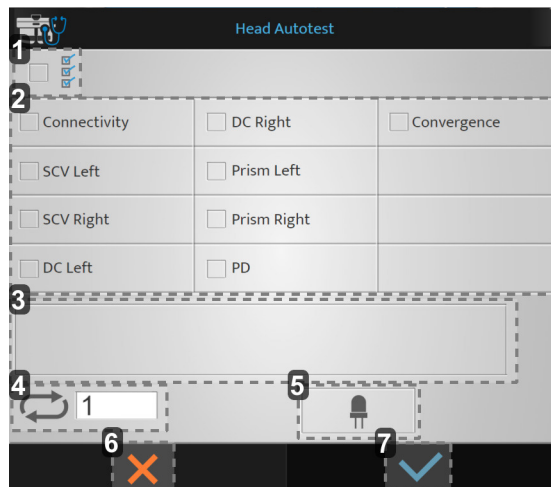 Head Autotest
1
2
Connectivity DC Right Convergence
SCV Left Prism Left
SCV Right Prism Right
DC Left PD
3
4 1 5
6 7